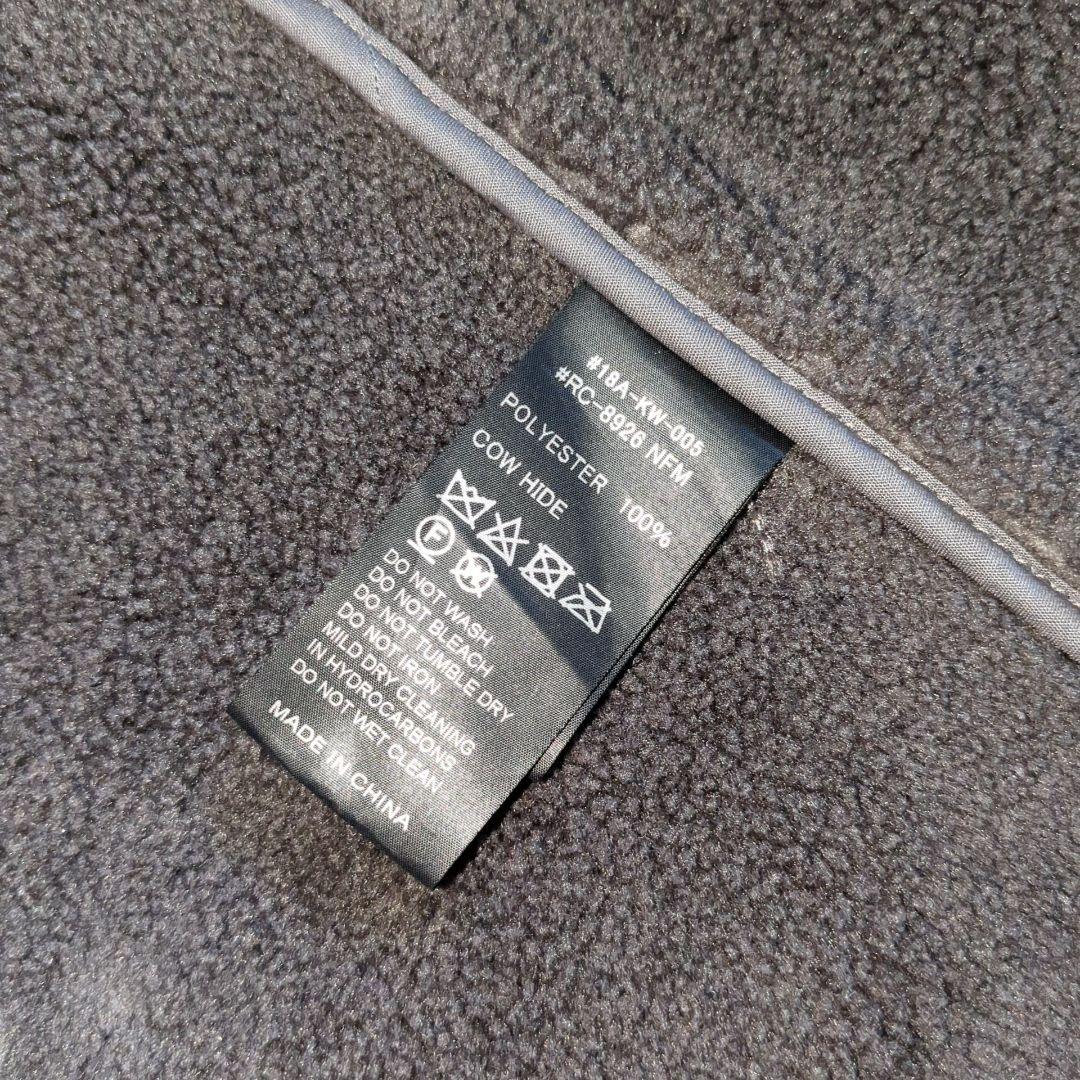 #18A-KW-005
#RC-8926 NFM
POLYESTER 100%
COW HIDE
F W
DO NOT WASH
DO NOT BLEACH
DO NOT TUMBLE DRY
DO NOT IRON
MILD DRY CLEANING
IN HYDROCARBONS
DO NOT WET CLEAN
MADE IN CHINA